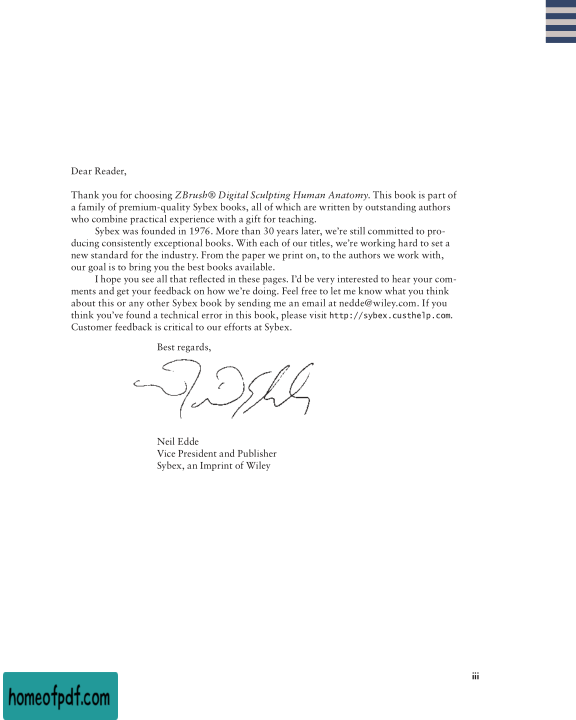 Dear Reader,
Thank you for choosing ZBrush® Digital Sculpting Human Anatomy. This book is part of
a family of premium-quality Sybex books, all of which are written by outstanding authors
who combine practical experience with a gift for teaching.
Sybex was founded in 1976. More than 30 years later, we're still committed to pro-
ducing consistently exceptional books. With each of our titles, we're working hard to set a
new standard for the industry. From the paper we print on, to the authors we work with,
our goal is to bring you the best books available.
I hope you see all that reflected in these pages. I'd be very interested to hear your com-
ments and get your feedback on how we're doing. Feel free to let me know what you think
about this or any other Sybex book by sending me an email at nedde@wiley.com. If you
think you've found a technical error in this book, please visit http://sybex.custhelp.com.
Customer feedback is critical to our efforts at Sybex.
Best regards,
Neil Edde
Vice President and Publisher
Sybex, an Imprint of Wiley
iii
homeofpdf.com